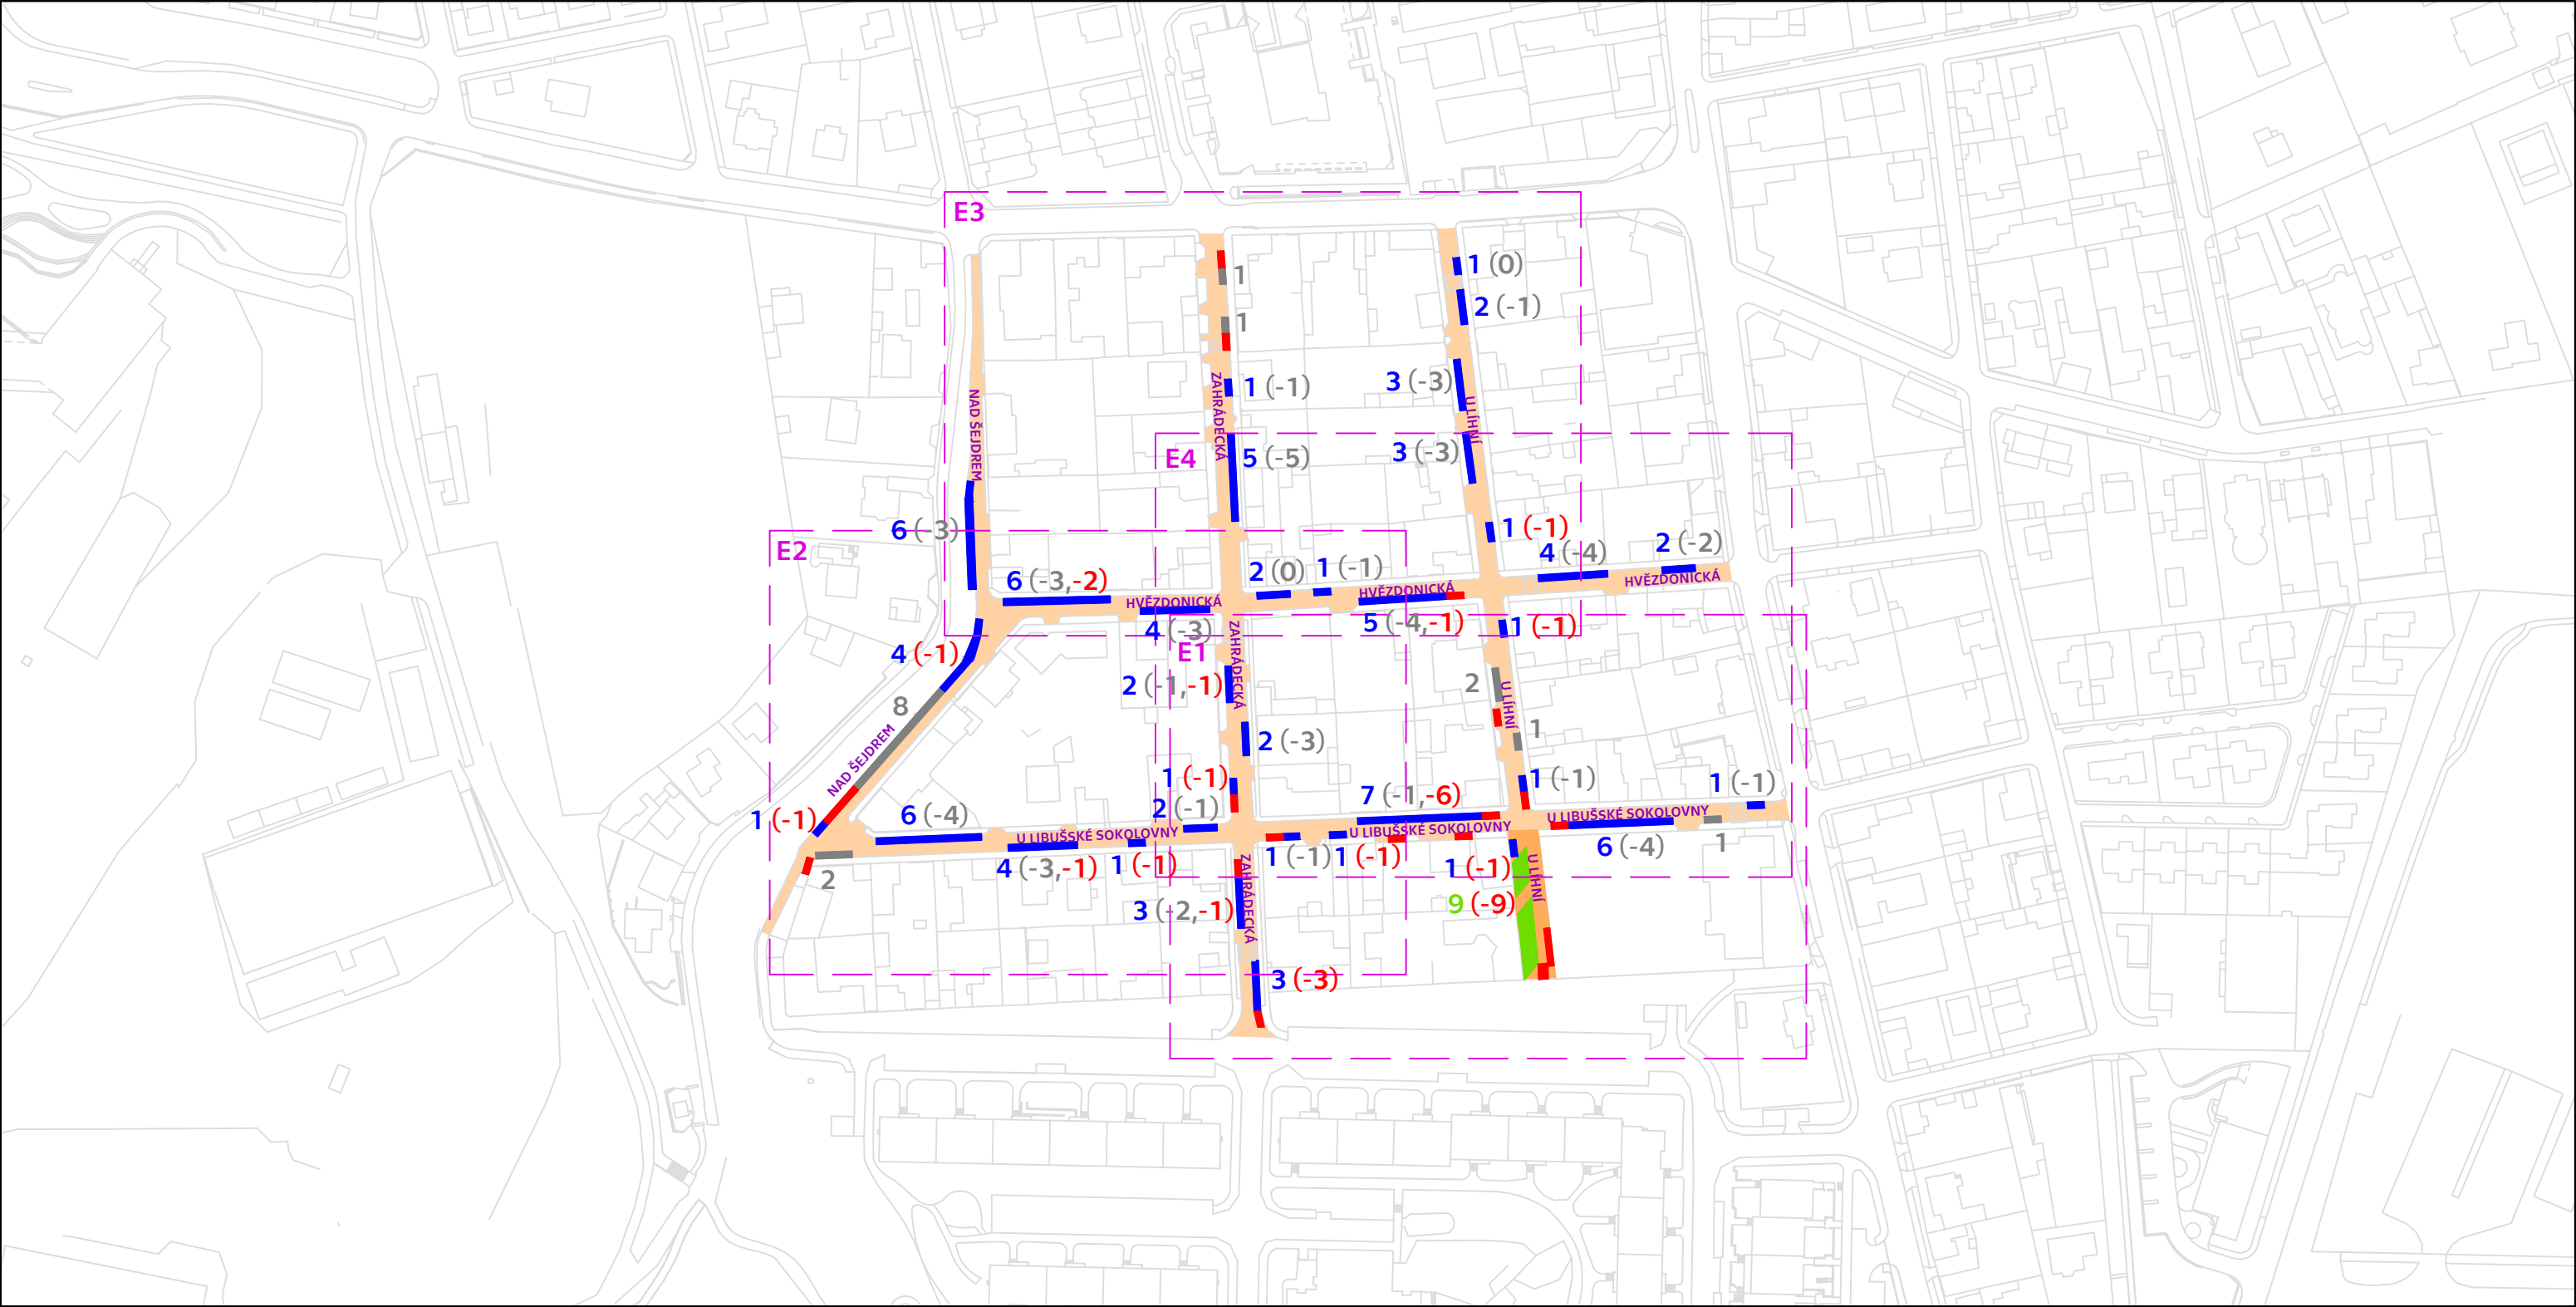 E3
1 (0)
1
2 (-1)
1
1 (-1)
3 (-3)
ZAHRÁDECKÁ
NAD ŠEJDREM
U LÍHNÍ
E4
5 (-5)
3 (-3)
6 (-3)
1 (-1)
E2
4 (-4)
2 (-2)
2 (0)
1 (-1)
6 (-3,-2)
HVĚZDONICKÁ
HVĚZDONICKÁ
HVĚZDONICKÁ
4 (-3)
5 (-4,-1)
1 (-1)
E1
4 (-1)
ZAHRÁDECKÁ
2 (-1,-1)
2
8
U LÍHNÍ
1
2 (-3)
NAD ŠEJDREM
1 (-1)
1 (-1)
1 (-1)
7 (-1,-6)
2 (-1)
6 (-4)
1 (-1)
U LIBUŠSKÉ SOKOLOVNY
U LIBUŠSKÉ SOKOLOVNY
U LIBUŠSKÉ SOKOLOVNY
1
6 (-4)
1 (-1)
1 (-1)
4 (-3,-1)
1 (-1)
1 (-1)
2
ZAHRÁDECKÁ
U LÍHNÍ
9 (-9)
3 (-2,-1)
3 (-3)